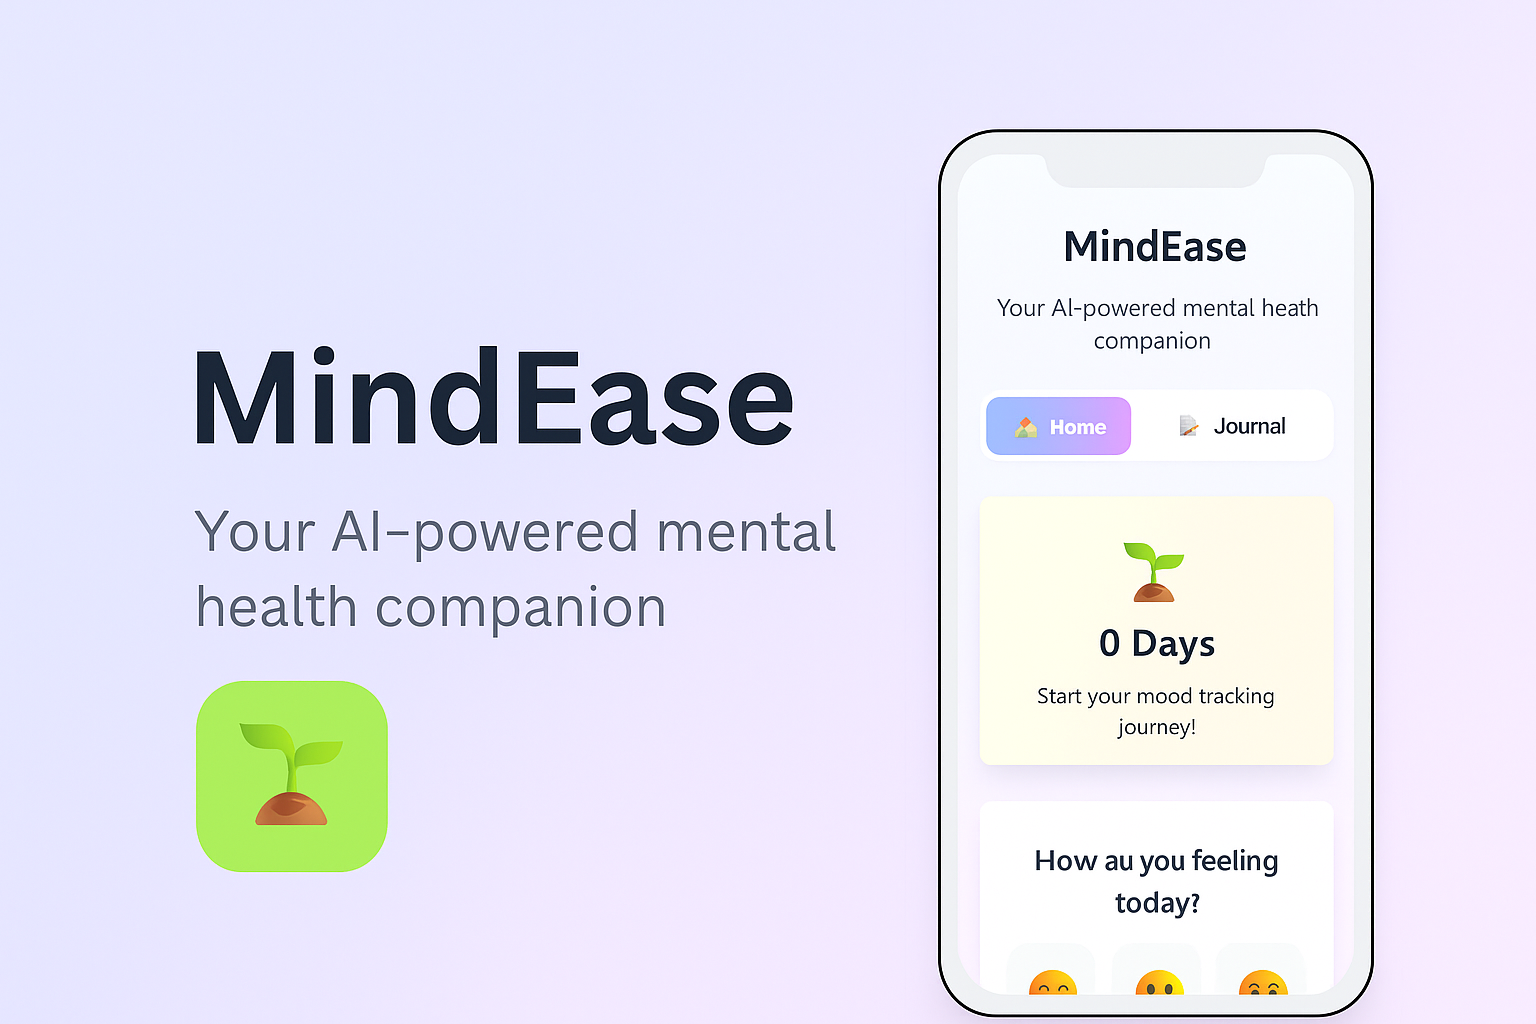 MindEase
Your AI-powered mental
health companion
MindEase
Your AI-powered mental heath
companion
Home
Journal
0 Days
Start your mood tracking
journey!
How au you feeling
today?